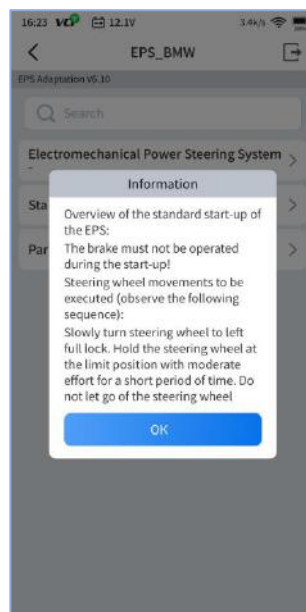 16:23 VCI 12.1V 3.4k/s
EPS_BMW
EPS Adaptation V6.10
Search
Electromechanical Power Steering System
-
Sta
Par
Information
Overview of the standard start-up of
the EPS:
The brake must not be operated
during the start-up!
Steering wheel movements to be
executed (observe the following
sequence):
Slowly turn steering wheel to left
full lock. Hold the steering wheel at
the limit position with moderate
effort for a short period of time. Do
not let go of the steering wheel
OK